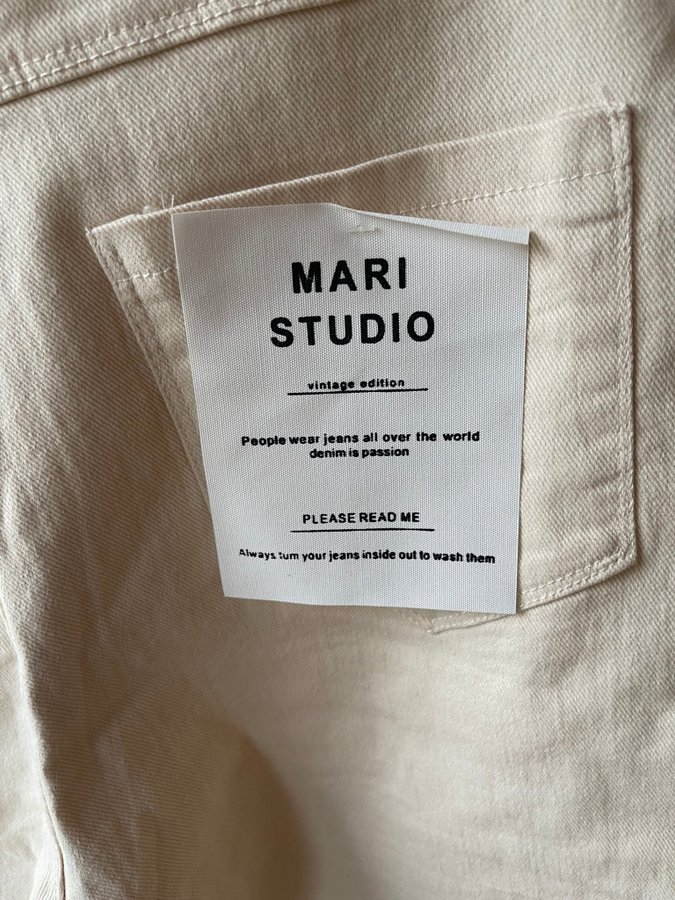 MARI
STUDIO
vintage edition
People wear jeans all over the world
denim is passion
PLEASE READ ME
Always turn your jeans inside out to wash them